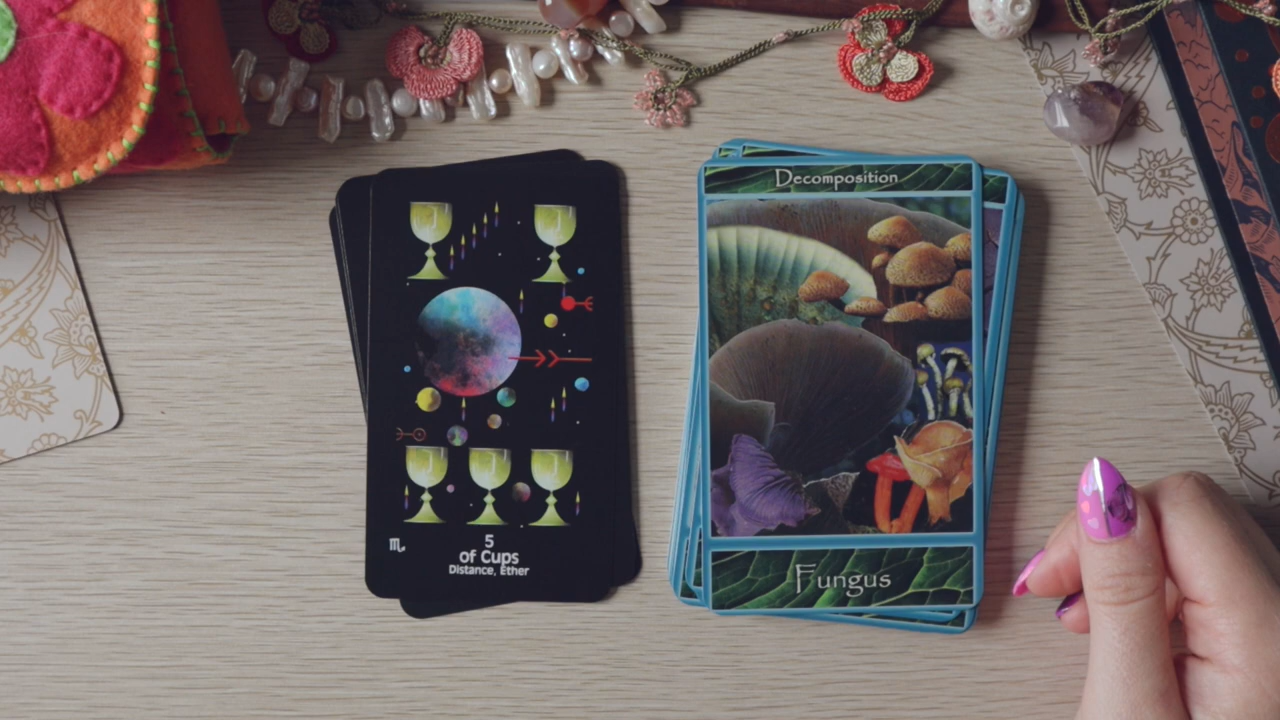 ♏
5
of Cups
Distance, Ether
Decomposition
Fungus